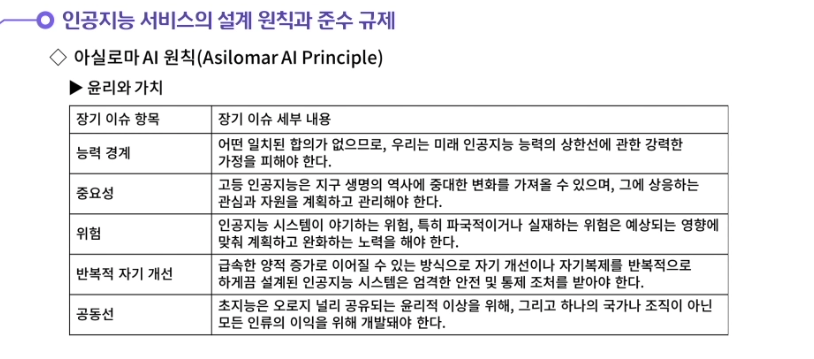 인공지능 서비스의 설계 원칙과 준수 규제
◇ 아실로마 AI 원칙(Asilomar AI Principle)
▶ 윤리와 가치
장기 이슈 항목
장기 이슈 세부 내용
능력 경계
어떤 일치된 합의가 없으므로, 우리는 미래 인공지능 능력의 상한선에 관한 강력한
가정을 피해야 한다.
중요성
고등 인공지능은 지구 생명의 역사에 중대한 변화를 가져올 수 있으며, 그에 상응하는
관심과 자원을 계획하고 관리해야 한다.
위험
인공지능 시스템이 야기하는 위험, 특히 파국적이거나 실재하는 위험은 예상되는 영향에
맞춰 계획하고 완화하는 노력을 해야 한다.
반복적 자기 개선
급속한 양적 증가로 이어질 수 있는 방식으로 자기 개선이나 자기복제를 반복적으로
하게끔 설계된 인공지능 시스템은 엄격한 안전 및 통제 조처를 받아야 한다.
공동선
초지능은 오로지 널리 공유되는 윤리적 이상을 위해, 그리고 하나의 국가나 조직이 아닌
모든 인류의 이익을 위해 개발돼야 한다.